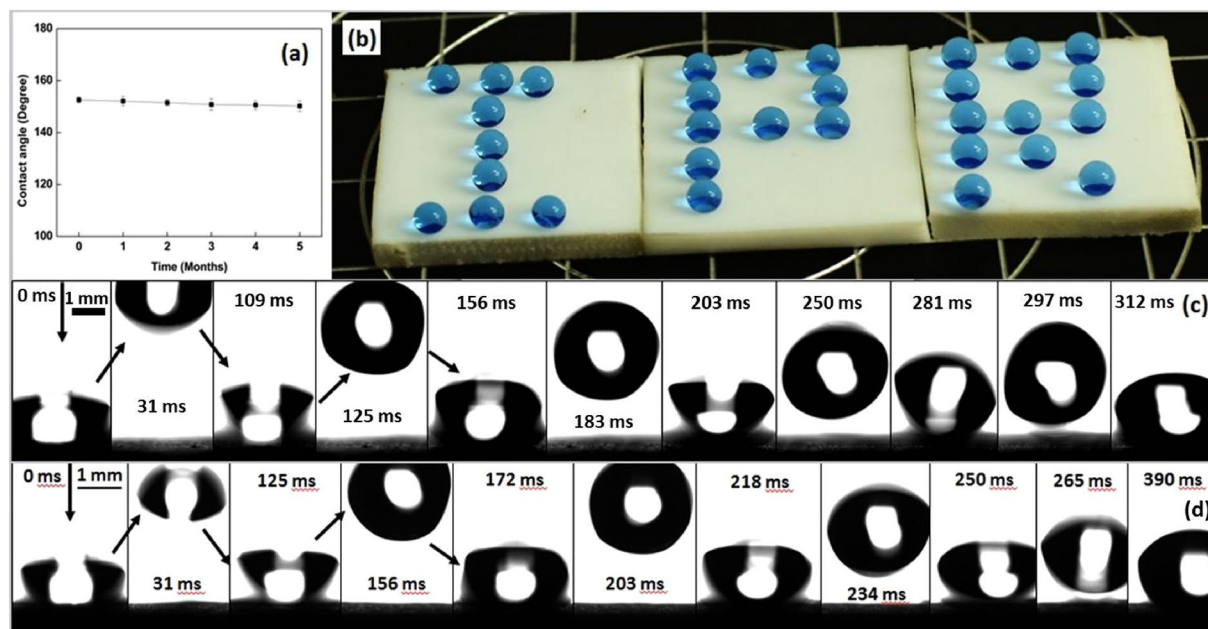 (a)
180
160
140
120
100
Contact angle (Degree)
0 1 2 3 4 5
Time (Months)
(b)
IPR
0 ms 1 mm 109 ms 156 ms 203 ms 250 ms 281 ms 297 ms 312 ms (c)
31 ms 125 ms 183 ms
0 ms 1 mm 125 ms 172 ms 218 ms 250 ms 265 ms 390 ms
(d)
31 ms 156 ms 203 ms 234 ms